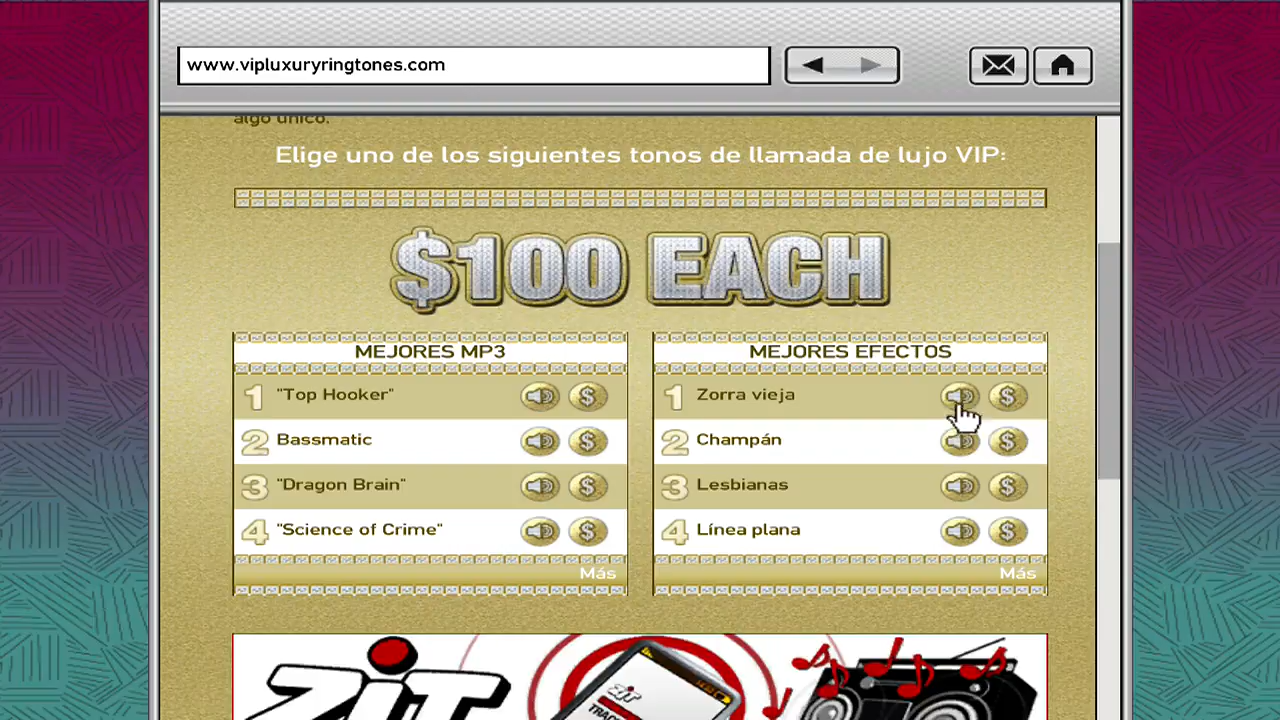 www.vipluxuryringtones.com
algo único.
Elige uno de los siguientes tonos de llamada de lujo VIP:
$100 EACH
MEJORES MP3
1 "Top Hooker" $
2 Bassmatic $
3 "Dragon Brain" $
4 "Science of Crime" $
Más
MEJORES EFECTOS
1 Zorra vieja $
2 Champán $
3 Lesbianas $
4 Línea plana $
Más
ZiT
ZiT